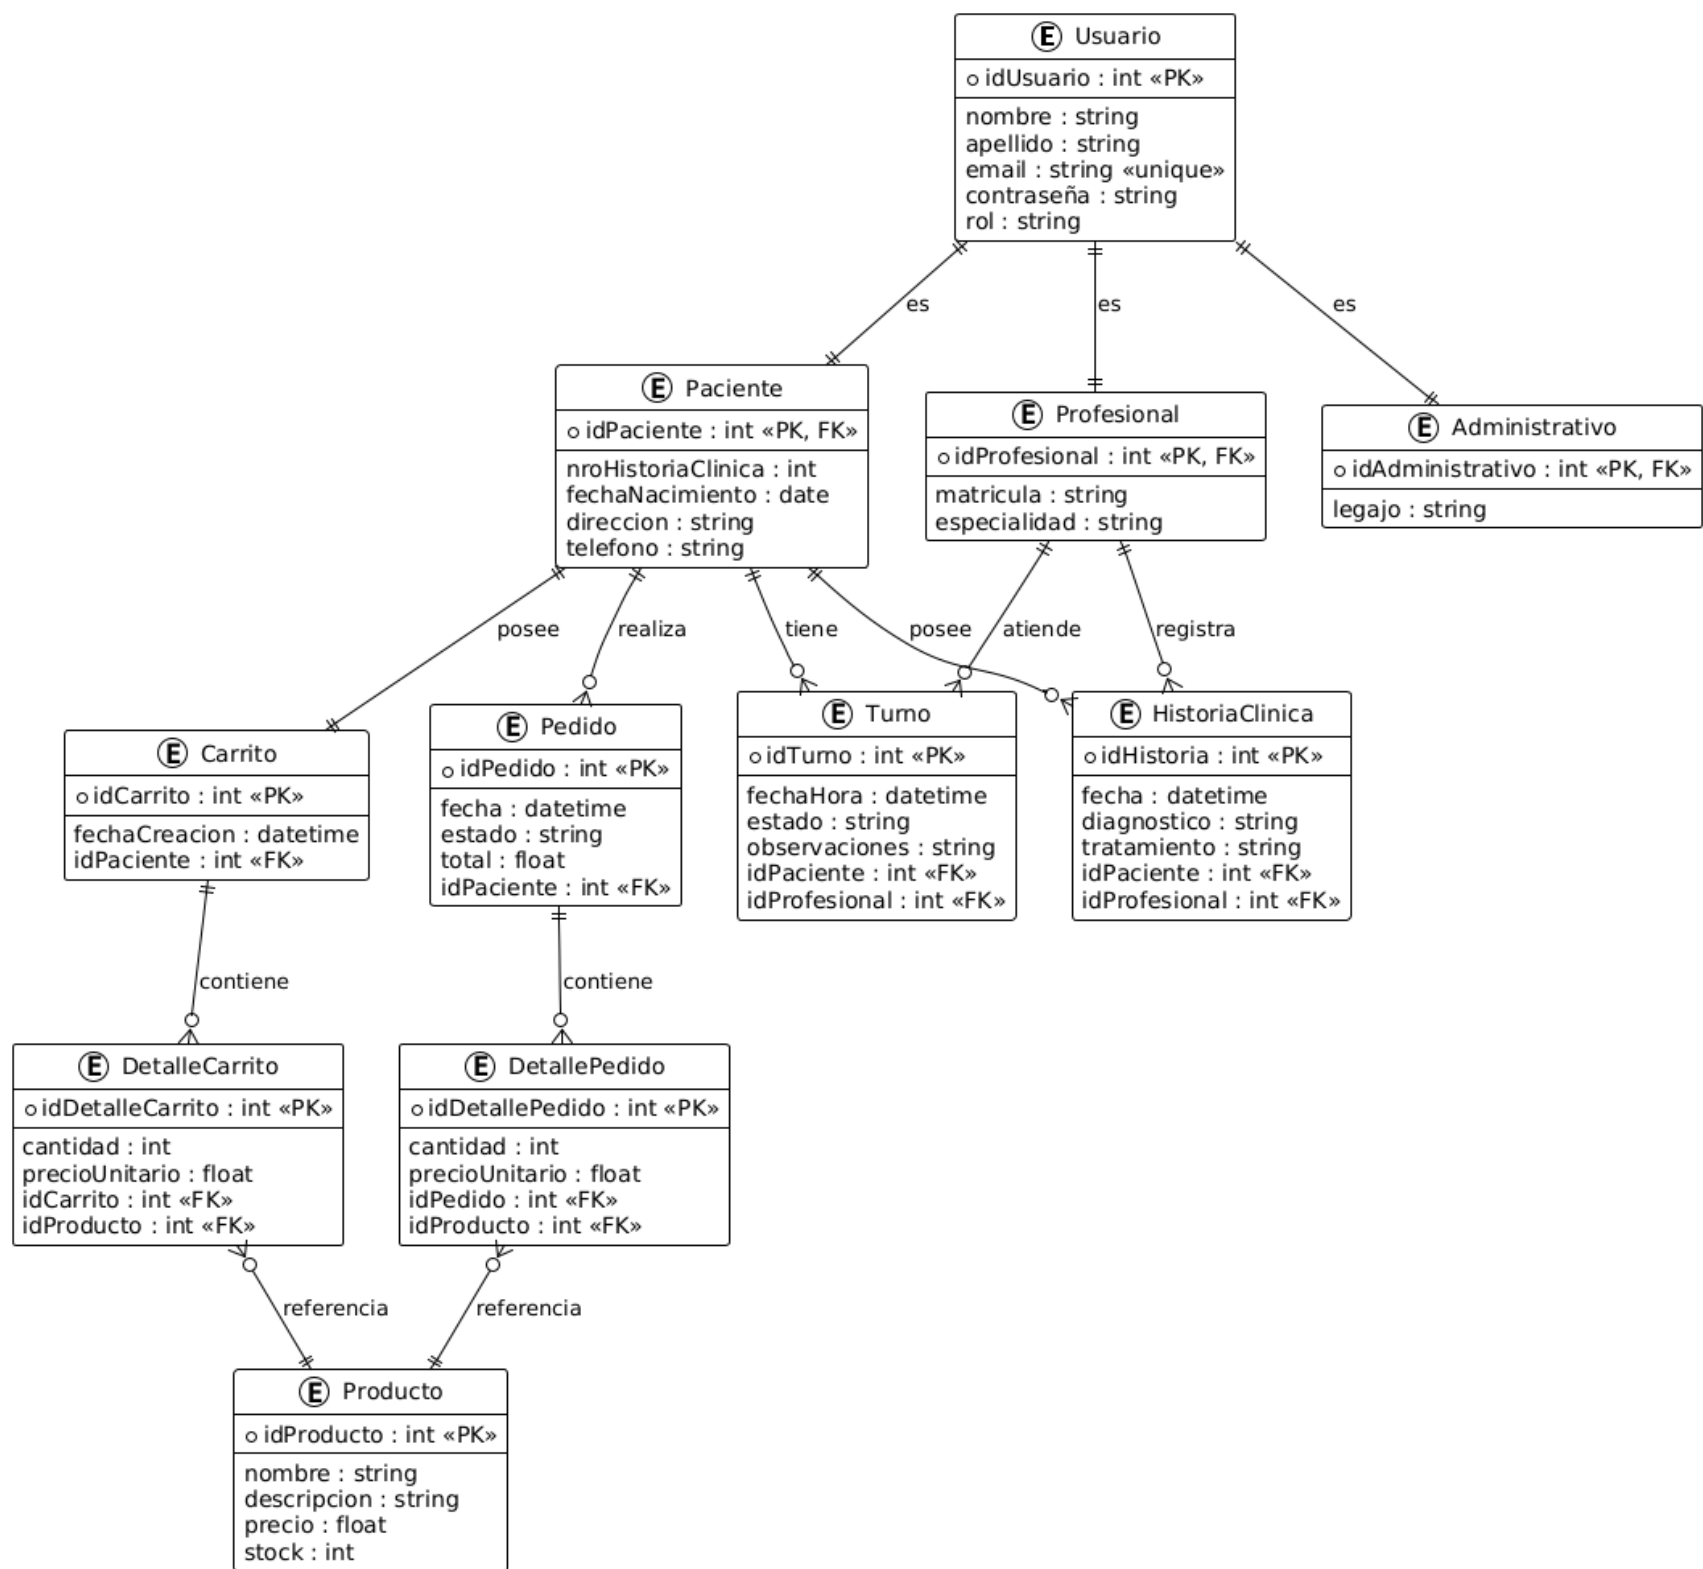 E Usuario
idUsuario : int «PK»
nombre : string
apellido : string
email : string «unique»
contraseña : string
rol : string
es
es
es
E Paciente
idPaciente : int «PK, FK»
nroHistoriaClinica : int
fechaNacimiento : date
direccion : string
telefono : string
E Profesional
idProfesional : int «PK, FK»
matricula : string
especialidad : string
E Administrativo
idAdministrativo : int «PK, FK»
legajo : string
posee
realiza
tiene
posee
atiende
registra
E Carrito
idCarrito : int «PK»
fechaCreacion : datetime
idPaciente : int «FK»
E Pedido
idPedido : int «PK»
fecha : datetime
estado : string
total : float
idPaciente : int «FK»
E Turno
idTurno : int «PK»
fechaHora : datetime
estado : string
observaciones : string
idPaciente : int «FK»
idProfesional : int «FK»
E HistoriaClinica
idHistoria : int «PK»
fecha : datetime
diagnostico : string
tratamiento : string
idPaciente : int «FK»
idProfesional : int «FK»
contiene
contiene
E DetalleCarrito
idDetalleCarrito : int «PK»
cantidad : int
precioUnitario : float
idCarrito : int «FK»
idProducto : int «FK»
E DetallePedido
idDetallePedido : int «PK»
cantidad : int
precioUnitario : float
idPedido : int «FK»
idProducto : int «FK»
referencia
referencia
E Producto
idProducto : int «PK»
nombre : string
descripcion : string
precio : float
stock : int